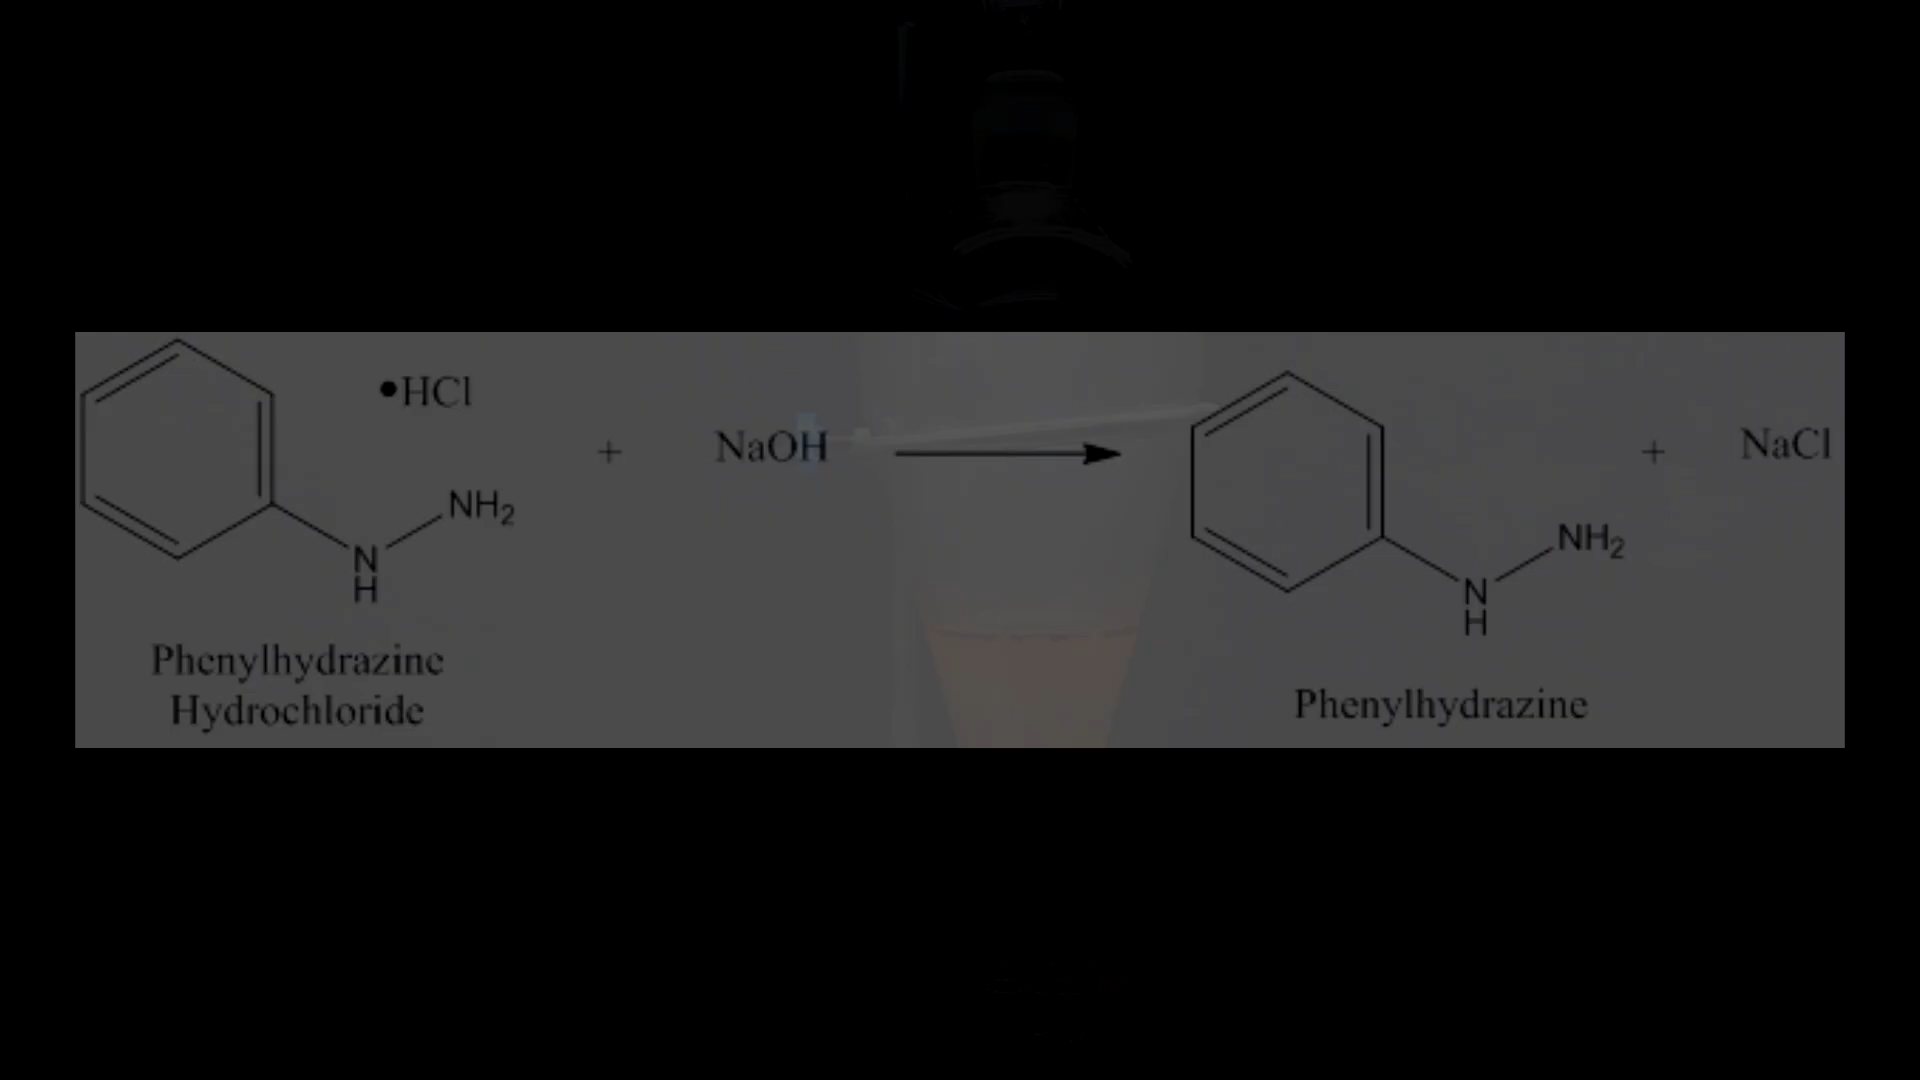 •HCl
NH₂
N
H
Phenylhydrazine
Hydrochloride
+
NaOH
NH₂
N
H
Phenylhydrazine
+
NaCl